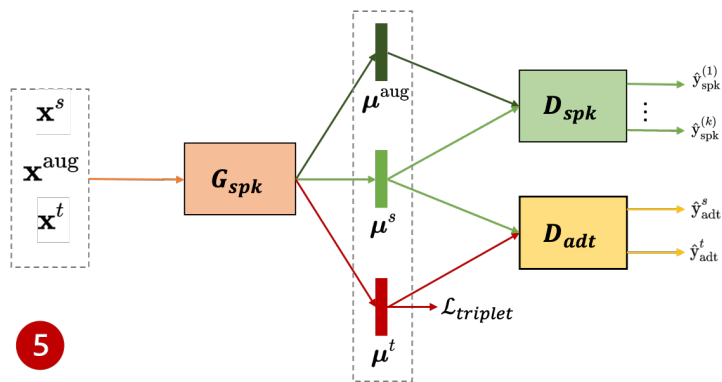 x^s
x^aug
x^t
G_spk
μ^aug
μ^s
μ^t
L_triplet
D_spk
D_adt
ŷ_spk^(1)
⋮
ŷ_spk^(k)
ŷ_adt^s
ŷ_adt^t
5